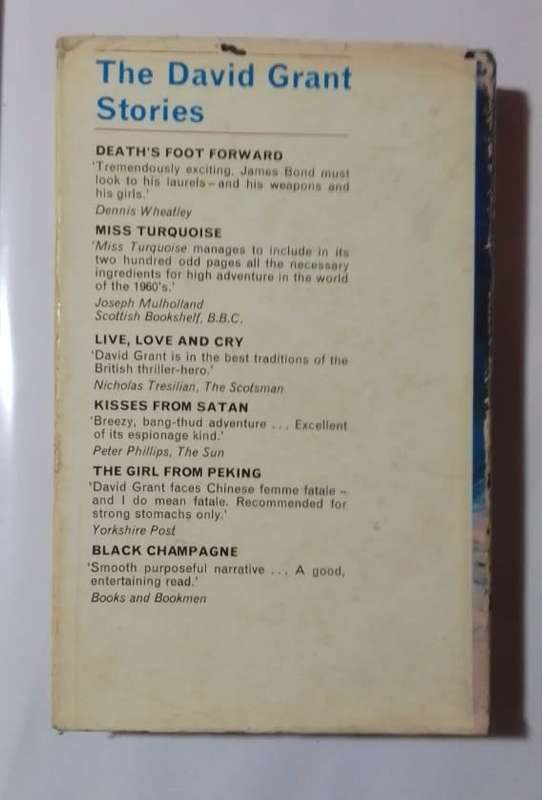 The David Grant
Stories
DEATH'S FOOT FORWARD
'Tremendously exciting. James Bond must
look to his laurels – and his weapons and
his girls.'
Dennis Wheatley
MISS TURQUOISE
'Miss Turquoise manages to include in its
two hundred odd pages all the necessary
ingredients for high adventure in the world
of the 1960's.'
Joseph Mulholland
Scottish Bookshelf, B.B.C.
LIVE, LOVE AND CRY
'David Grant is in the best traditions of the
British thriller-hero.'
Nicholas Tresilian, The Scotsman
KISSES FROM SATAN
'Breezy, bang-thud adventure ... Excellent
of its espionage kind.'
Peter Phillips, The Sun
THE GIRL FROM PEKING
'David Grant faces Chinese femme fatale –
and I do mean fatale. Recommended for
strong stomachs only.'
Yorkshire Post
BLACK CHAMPAGNE
'Smooth purposeful narrative ... A good,
entertaining read.'
Books and Bookmen